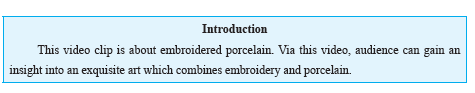 Introduction
This video clip is about embroidered porcelain. Via this video, audience can gain an
insight into an exquisite art which combines embroidery and porcelain.